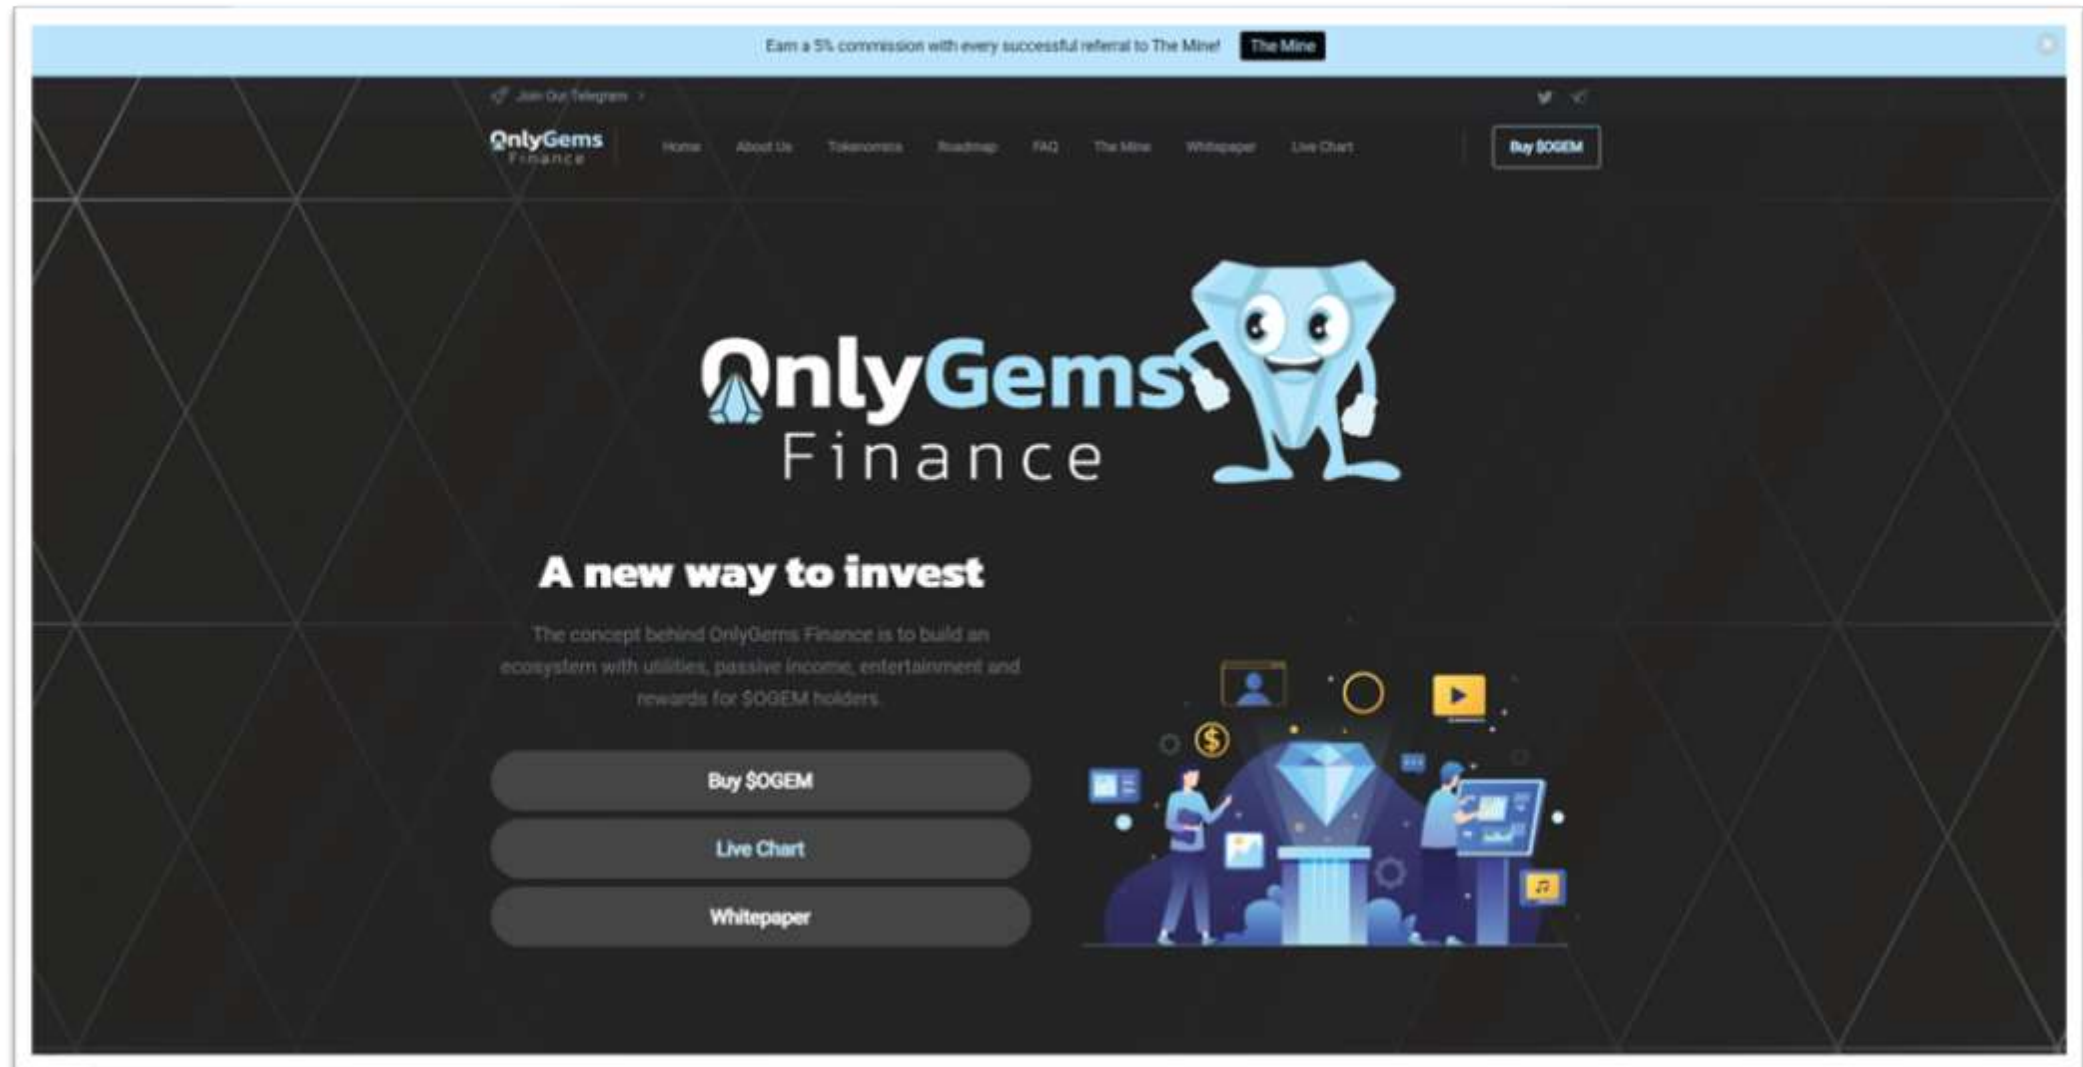 Earn a 5% commission with every successful referral to The Mine! The Mine
Join Our Telegram
OnlyGems
Finance
Home About Us Tokenomics Roadmap FAQ The Mine Whitepaper Live Chart Buy $OGEM
OnlyGems
Finance
A new way to invest
The concept behind OnlyGems Finance is to build an
ecosystem with utilities, passive income, entertainment and
rewards for $OGEM holders.
Buy $OGEM
Live Chart
Whitepaper